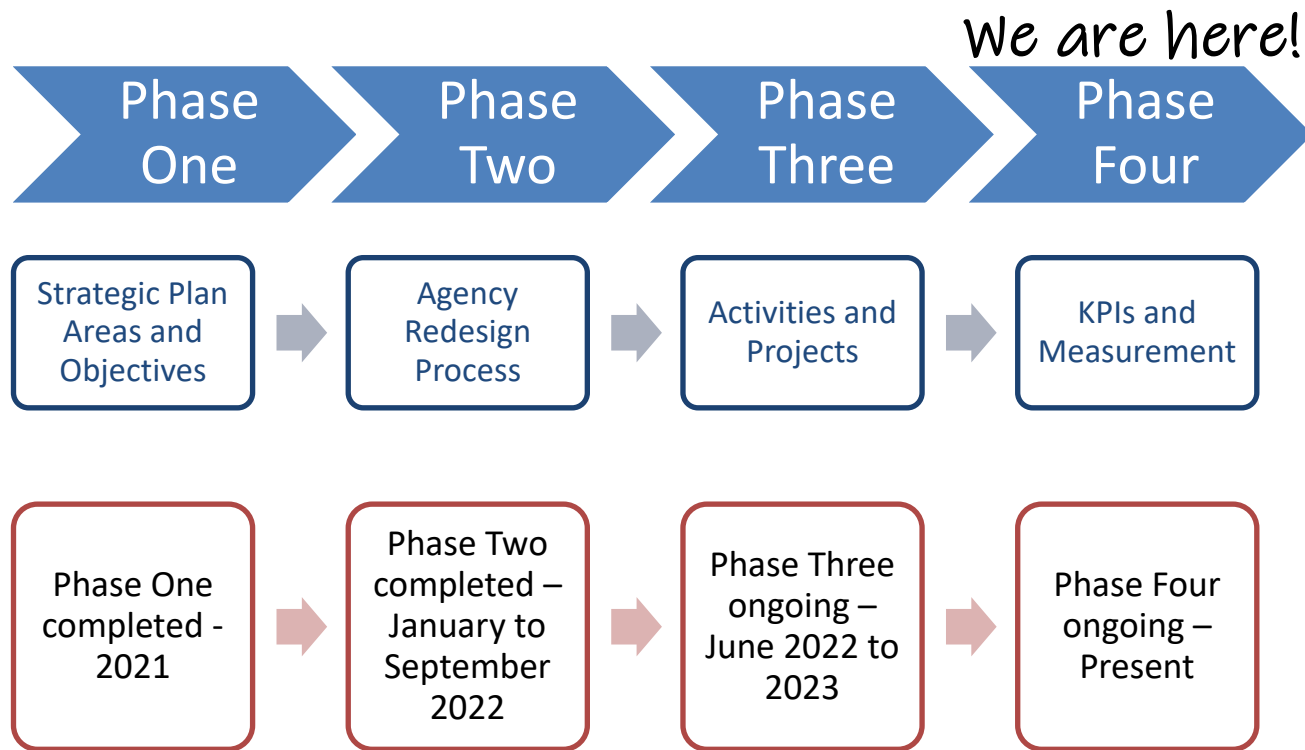 We are here!
Phase
One
Phase
Two
Phase
Three
Phase
Four
Strategic Plan
Areas and
Objectives
Agency
Redesign
Process
Activities and
Projects
KPIs and
Measurement
Phase One
completed -
2021
Phase Two
completed –
January to
September
2022
Phase Three
ongoing –
June 2022 to
2023
Phase Four
ongoing –
Present